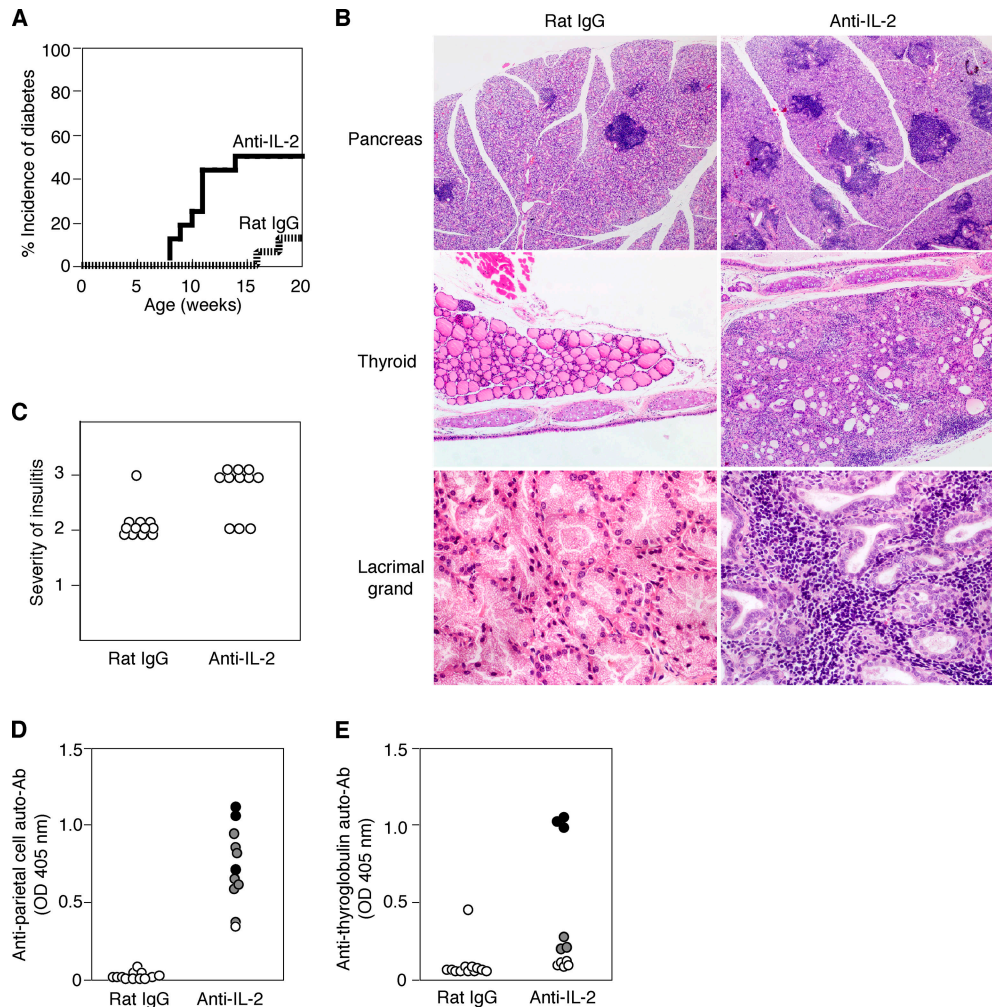 A
% Incidence of diabetes
100
80
60
40
20
0
Anti-IL-2
Rat IgG
0 5 10 15 20
Age (weeks)
B
Rat IgG Anti-IL-2
Pancreas
Thyroid
Lacrimal
grand
C
Severity of insulitis
3
2
1
Rat IgG Anti-IL-2
D
Anti-parietal cell auto-Ab
(OD 405 nm)
1.5
1.0
0.5
0
Rat IgG Anti-IL-2
E
Anti-thyroglobulin auto-Ab
(OD 405 nm)
1.5
1.0
0.5
0
Rat IgG Anti-IL-2